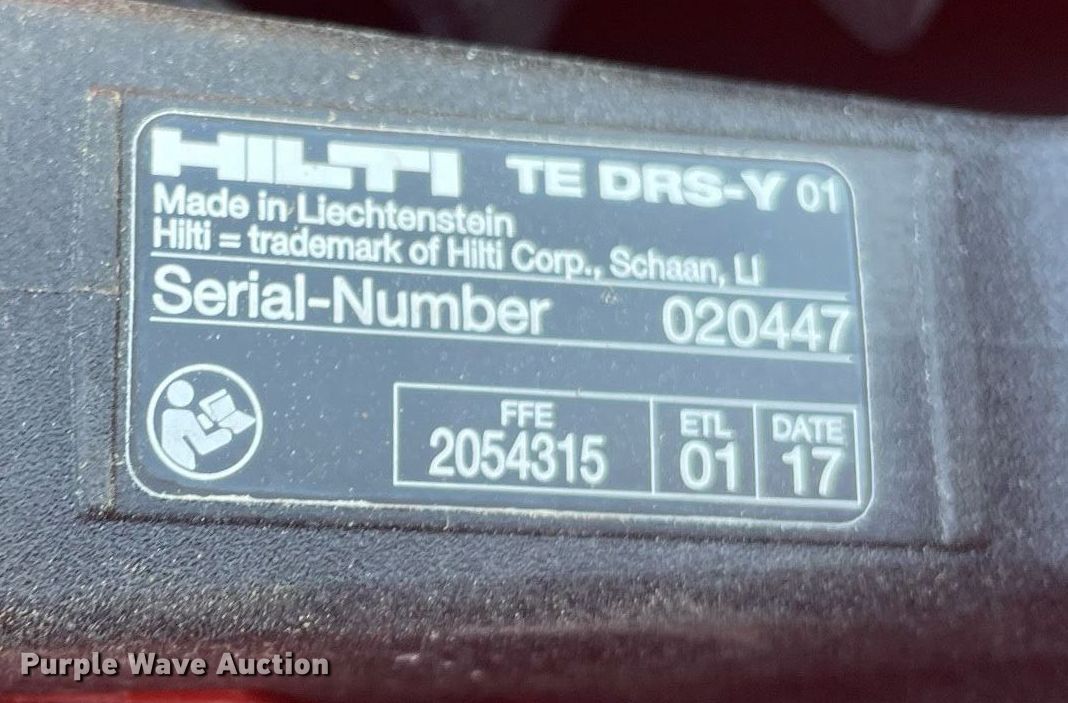 HILTI TE DRS-Y 01
Made in Liechtenstein
Hilti = trademark of Hilti Corp., Schaan, LI
Serial-Number 020447
FFE ETL DATE
2054315 01 17
Purple Wave Auction